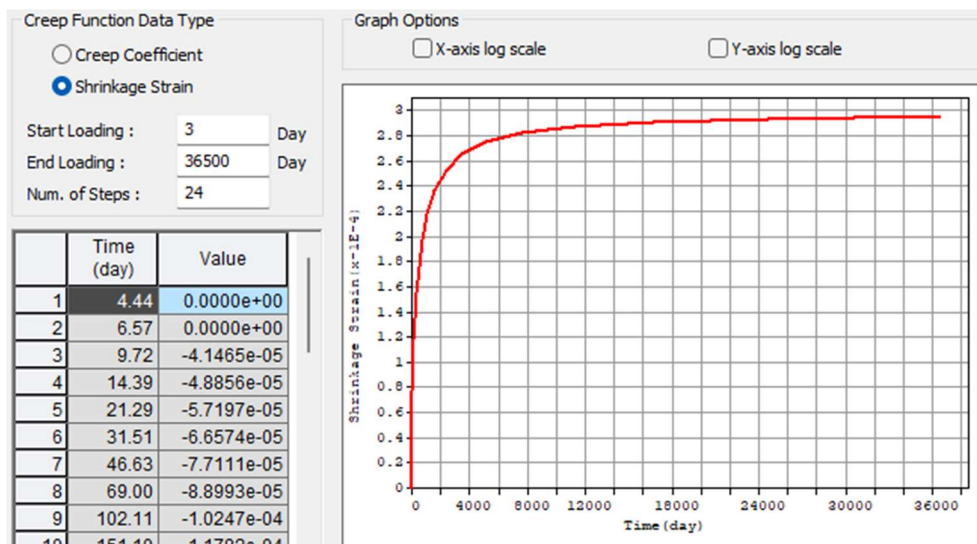 Creep Function Data Type
Creep Coefficient
Shrinkage Strain
Start Loading : 3 Day
End Loading : 36500 Day
Num. of Steps : 24
Time (day) Value
1 4.44 0.0000e+00
2 6.57 0.0000e+00
3 9.72 -4.1465e-05
4 14.39 -4.8856e-05
5 21.29 -5.7197e-05
6 31.51 -6.6574e-05
7 46.63 -7.7111e-05
8 69.00 -8.8993e-05
9 102.11 -1.0247e-04
Graph Options
X-axis log scale
Y-axis log scale
3
2.8
2.6
2.4
2.2
2
1.8
1.6
1.4
1.2
1
0.8
0.6
0.4
0.2
0
Shrinkage Strain(x-1E-4)
0 4000 8000 12000 18000 24000 30000 36000
Time(day)